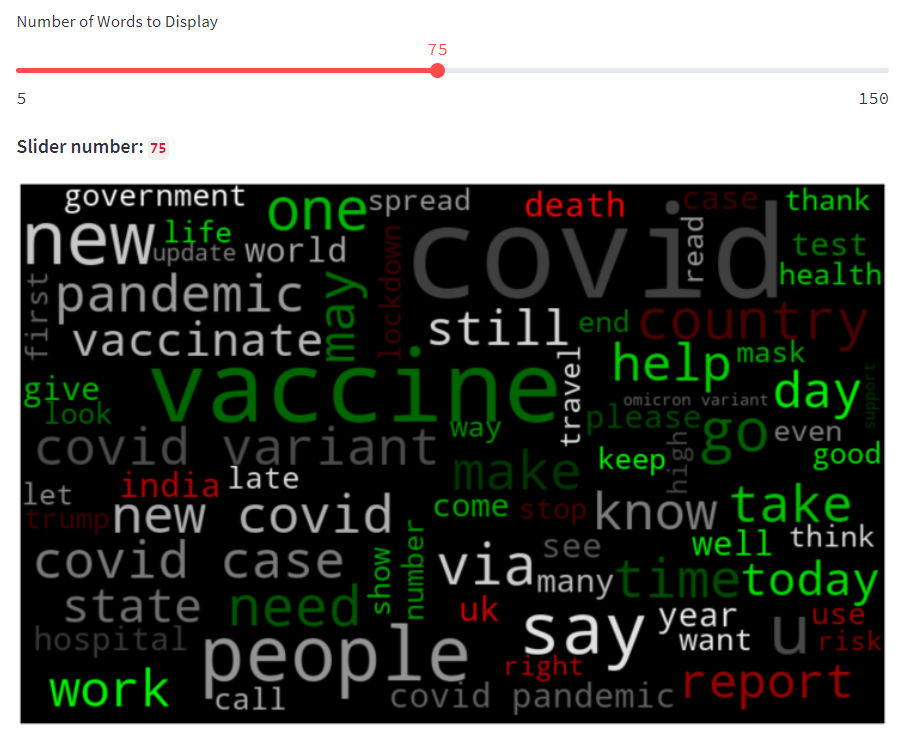 Number of Words to Display
75
5 150
Slider number: 75
government
one
spread
death
case
thank
new
life
update
world
covid
read
test
health
first
pandemic
may
lockdown
vaccinate
still
end
country
help
mask
give
look
vaccine
travel
omicron variant
day
support
please
covid variant
way
go
even
high
good
make
keep
let
india
late
trump
new covid
come
stop
know
take
covid case
show
number
via
see
many
well
think
time
today
state
need
uk
say
year
want
u
use
risk
hospital
people
right
work
call
covid pandemic
report